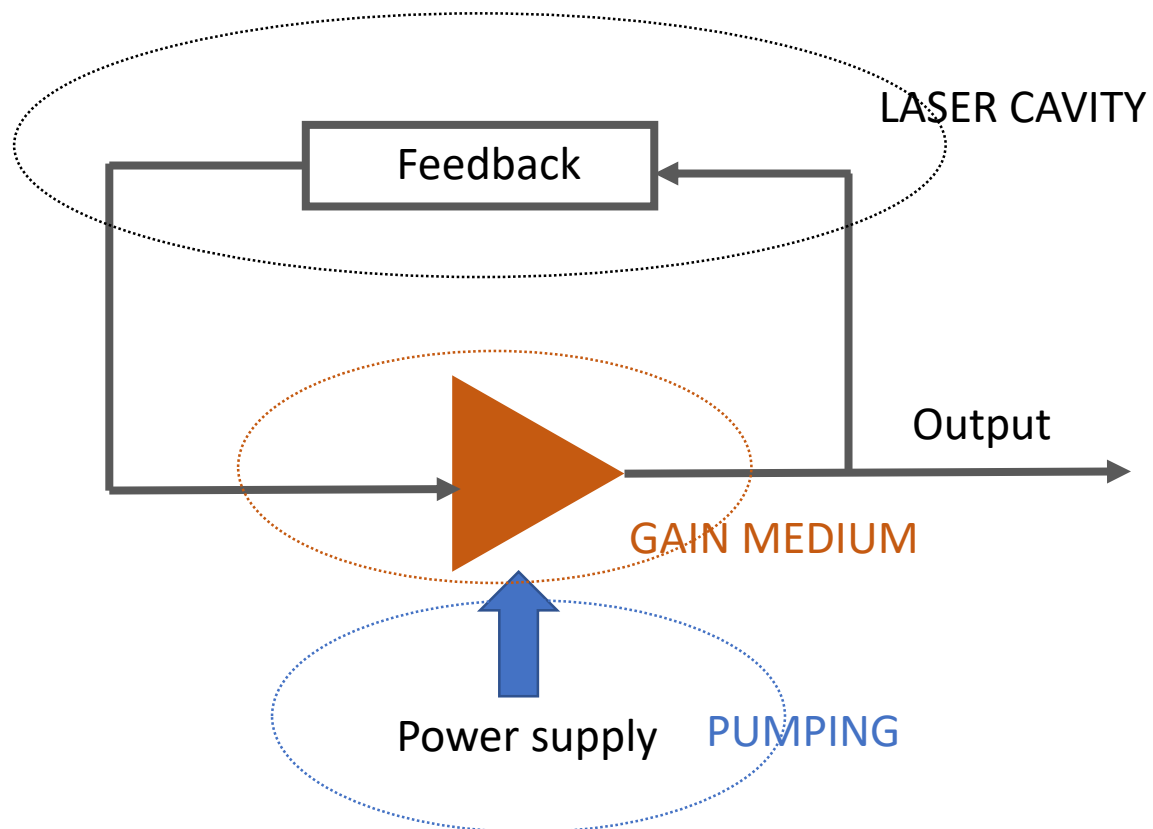 LASER CAVITY
Feedback
Output
GAIN MEDIUM
Power supply
PUMPING